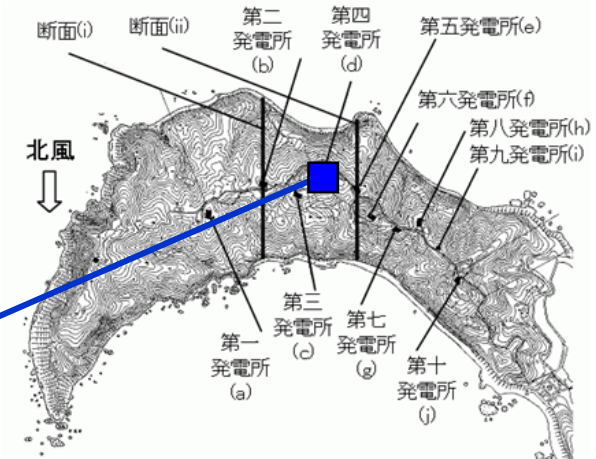 断面(i)
断面(ii)
第二
発電所
(b)
第四
発電所
(d)
第五発電所(e)
第六発電所(f)
第八発電所(h)
第九発電所(i)
北風
第三
発電所
(c)
第一
発電所
(a)
第七
発電所
(g)
第十
発電所
(j)